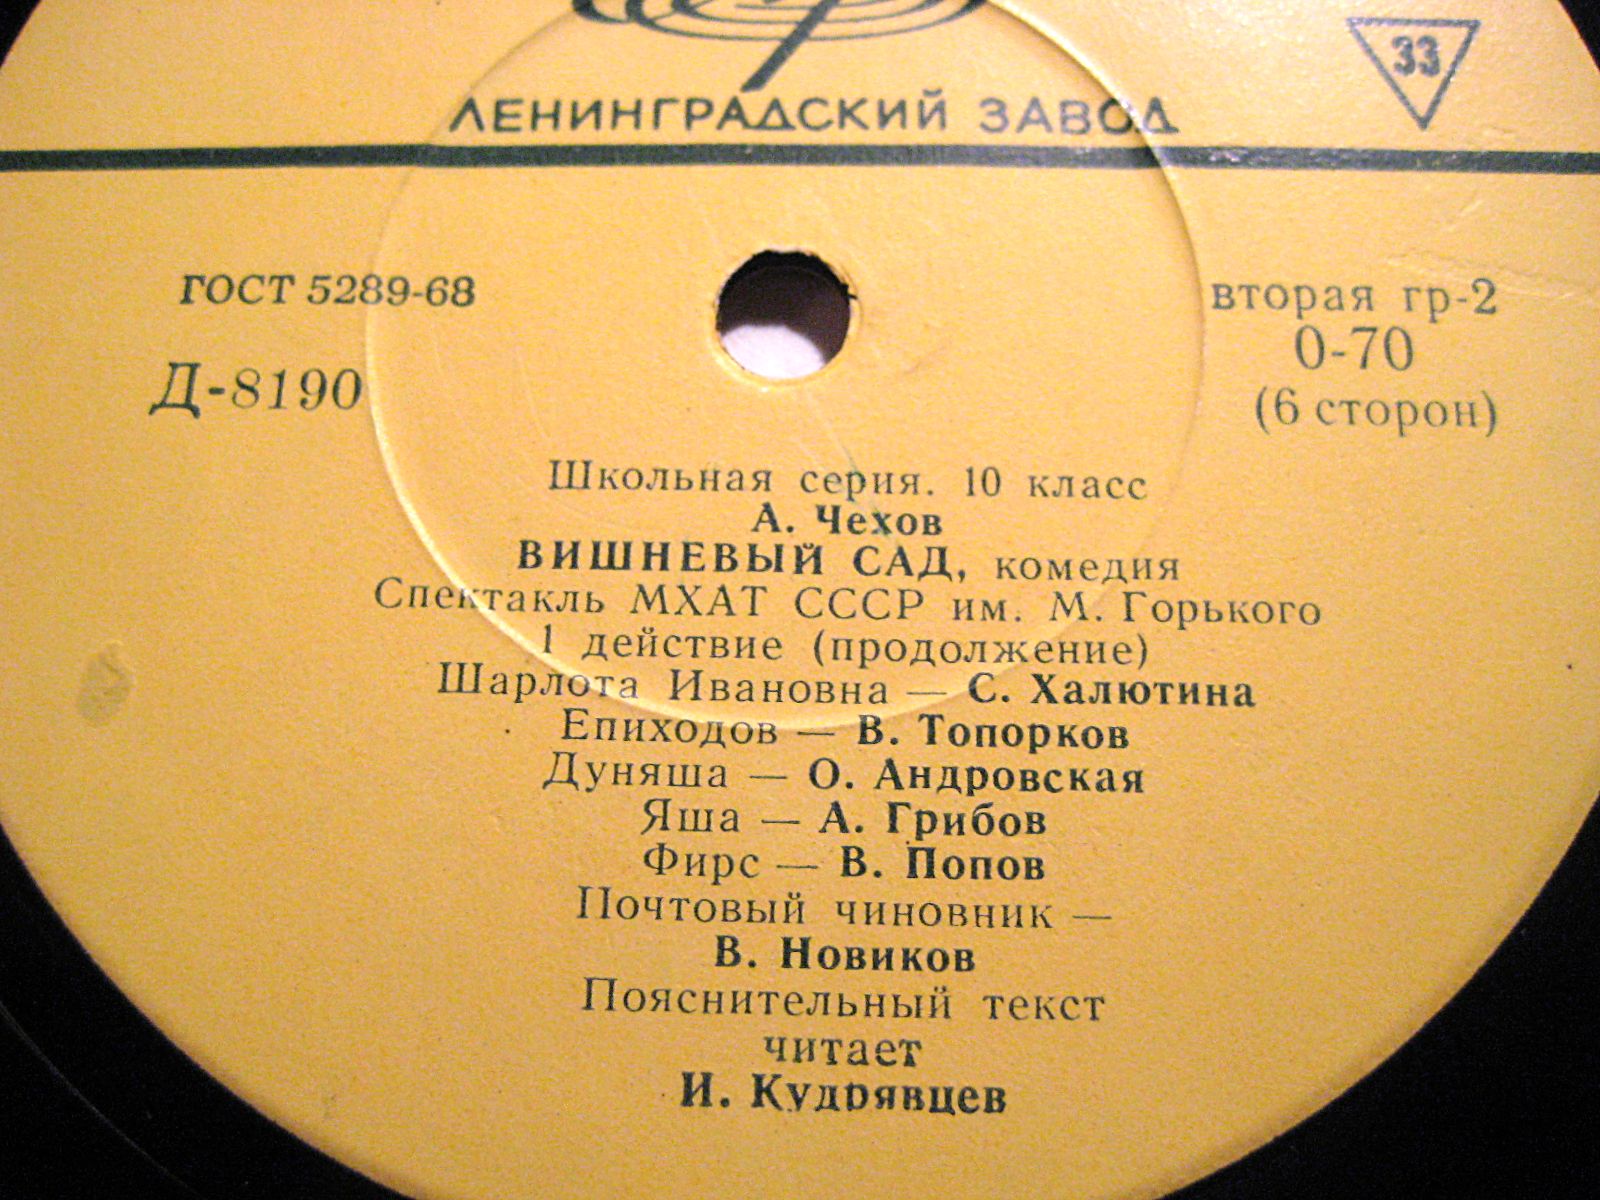 33
ЛЕНИНГРАДСКИЙ ЗАВОД
ГОСТ 5289-68
Д-8190
вторая гр-2
0-70
(6 сторон)
Школьная серия. 10 класс
А. Чехов
ВИШНЕВЫЙ САД, комедия
Спектакль МХАТ СССР им. М. Горького
1 действие (продолжение)
Шарлота Ивановна — С. Халютина
Епиходов — В. Топорков
Дуняша — О. Андровская
Яша — А. Грибов
Фирс — В. Попов
Почтовый чиновник —
В. Новиков
Пояснительный текст
читает
И. Кудрявцев